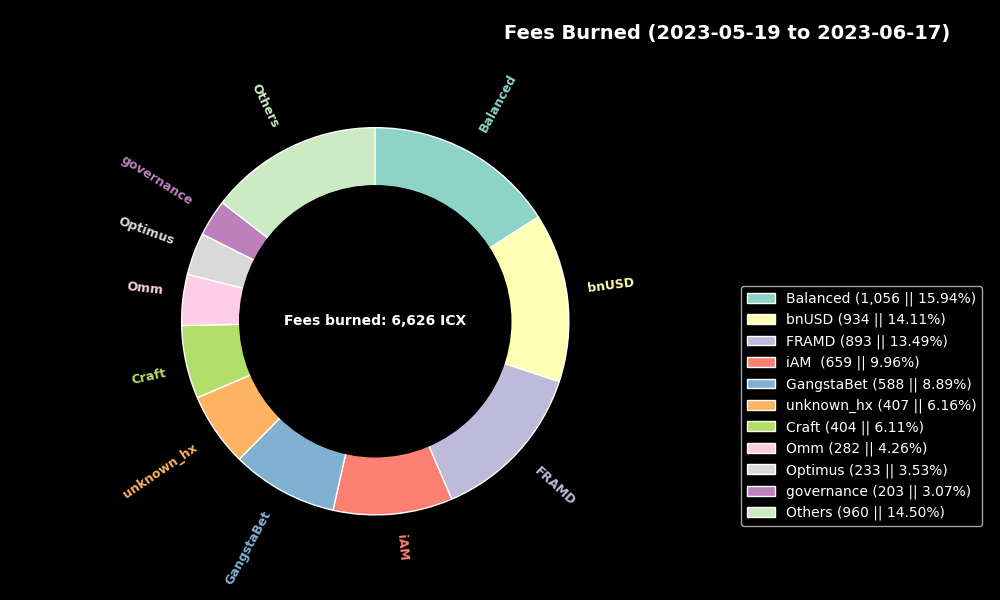 Fees Burned (2023-05-19 to 2023-06-17)
Balanced
Others
governance
Optimus
bnUSD
Omm
Fees burned: 6,626 ICX
Craft
unknown_hx
FRAMD
GangstaBet
iAM
Balanced (1,056 || 15.94%)
bnUSD (934 || 14.11%)
FRAMD (893 || 13.49%)
iAM  (659 || 9.96%)
GangstaBet (588 || 8.89%)
unknown_hx (407 || 6.16%)
Craft (404 || 6.11%)
Omm (282 || 4.26%)
Optimus (233 || 3.53%)
governance (203 || 3.07%)
Others (960 || 14.50%)